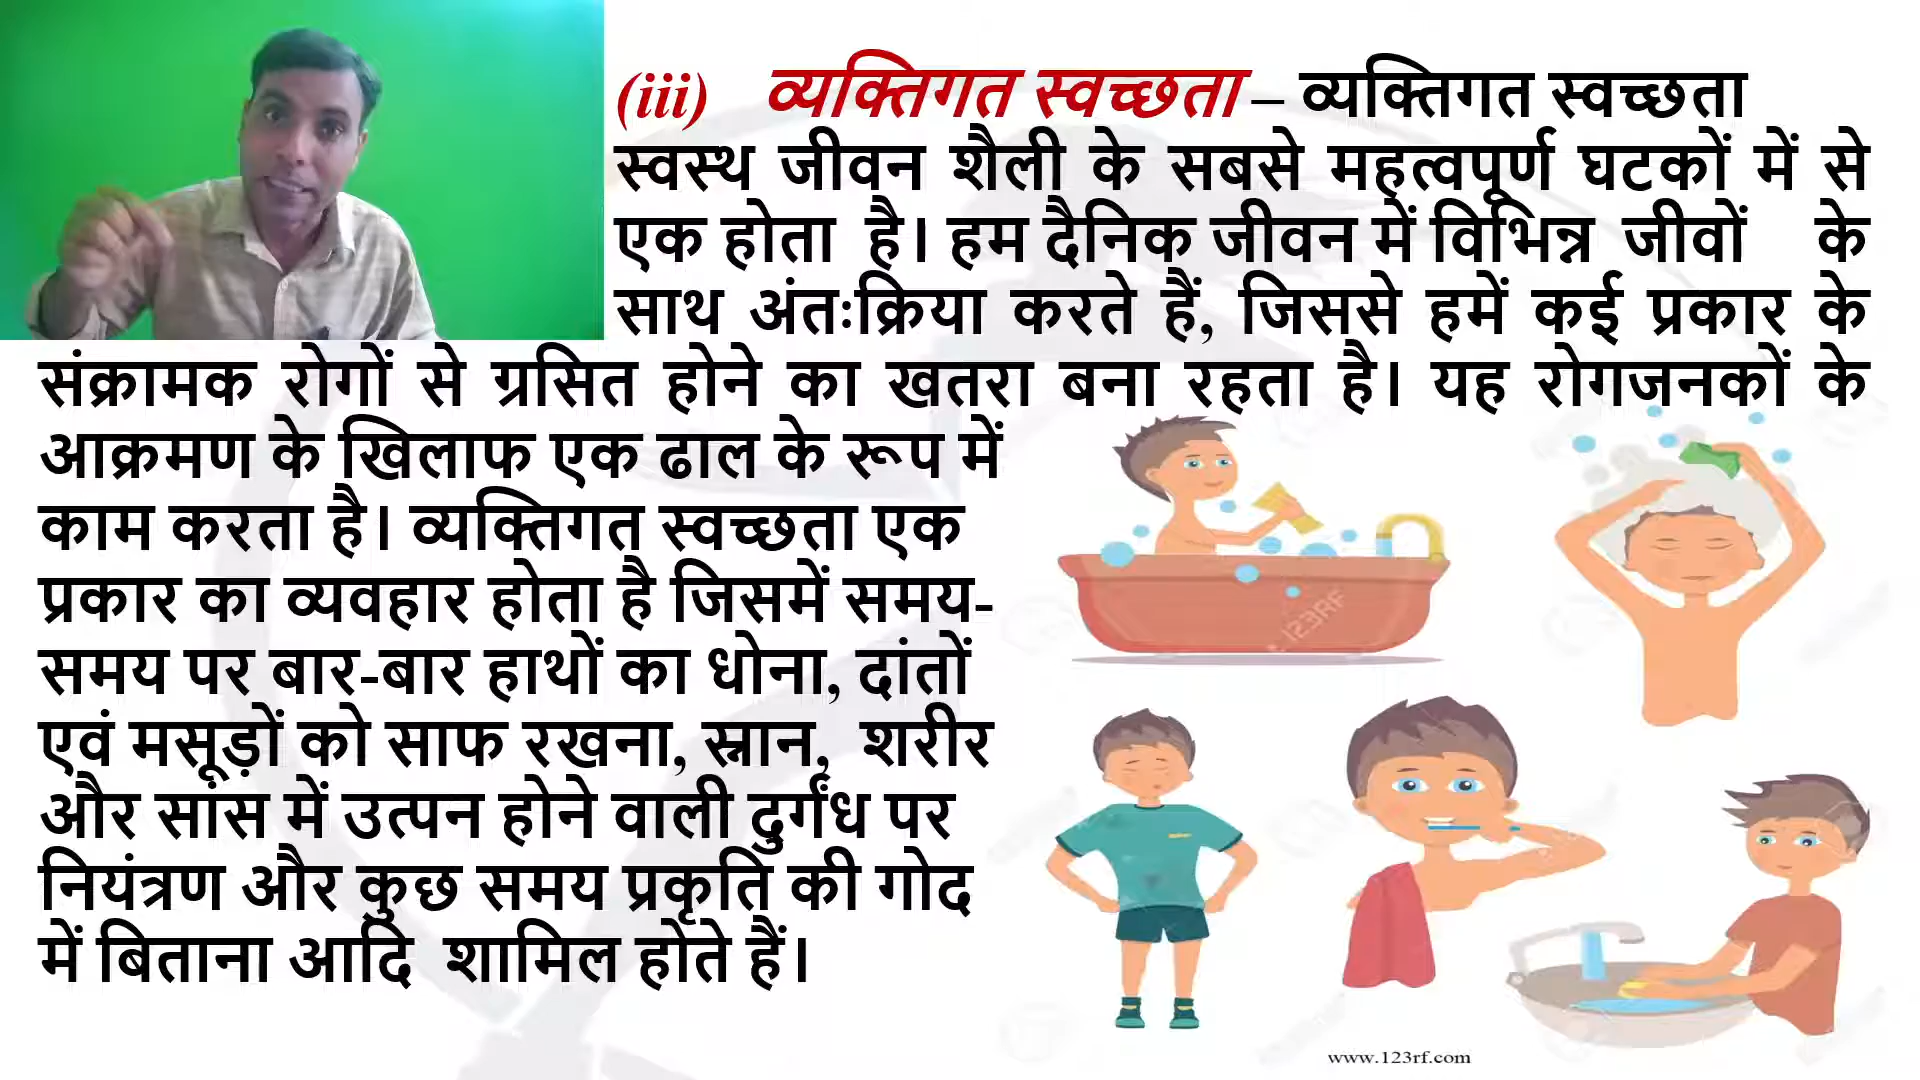 (iii) व्यक्तिगत स्वच्छता – व्यक्तिगत स्वच्छता
स्वस्थ जीवन शैली के सबसे महत्वपूर्ण घटकों में से
एक होता है। हम दैनिक जीवन में विभिन्न जीवों के
साथ अंतःक्रिया करते हैं, जिससे हमें कई प्रकार के
संक्रामक रोगों से ग्रसित होने का खतरा बना रहता है। यह रोगजनकों के
आक्रमण के खिलाफ एक ढाल के रूप में
काम करता है। व्यक्तिगत स्वच्छता एक
प्रकार का व्यवहार होता है जिसमें समय-
समय पर बार-बार हाथों का धोना, दांतों
एवं मसूड़ों को साफ रखना, स्नान, शरीर
और सांस में उत्पन होने वाली दुर्गंध पर
नियंत्रण और कुछ समय प्रकृति की गोद
में बिताना आदि शामिल होते हैं।
123RF
www.123rf.com